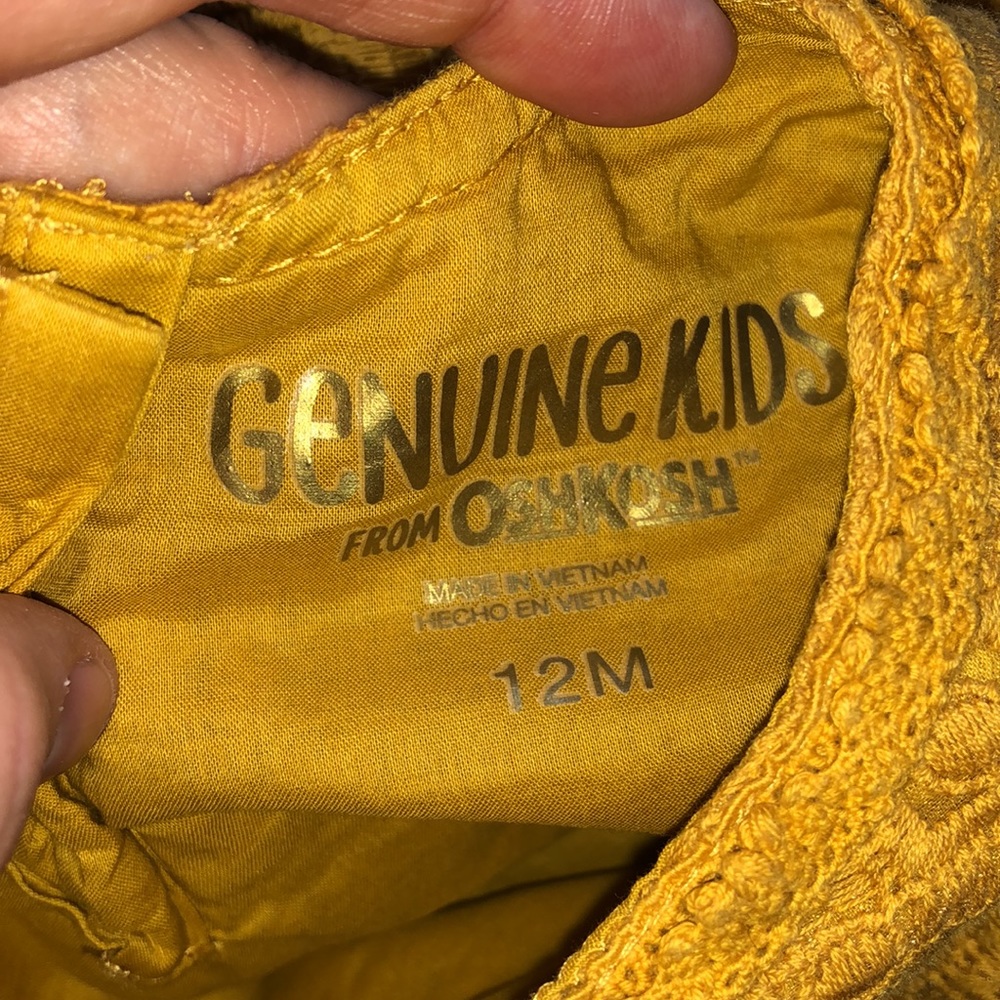 GENUINE KIDS
FROM OSHKOSH™
MADE IN VIETNAM
HECHO EN VIETNAM
12M